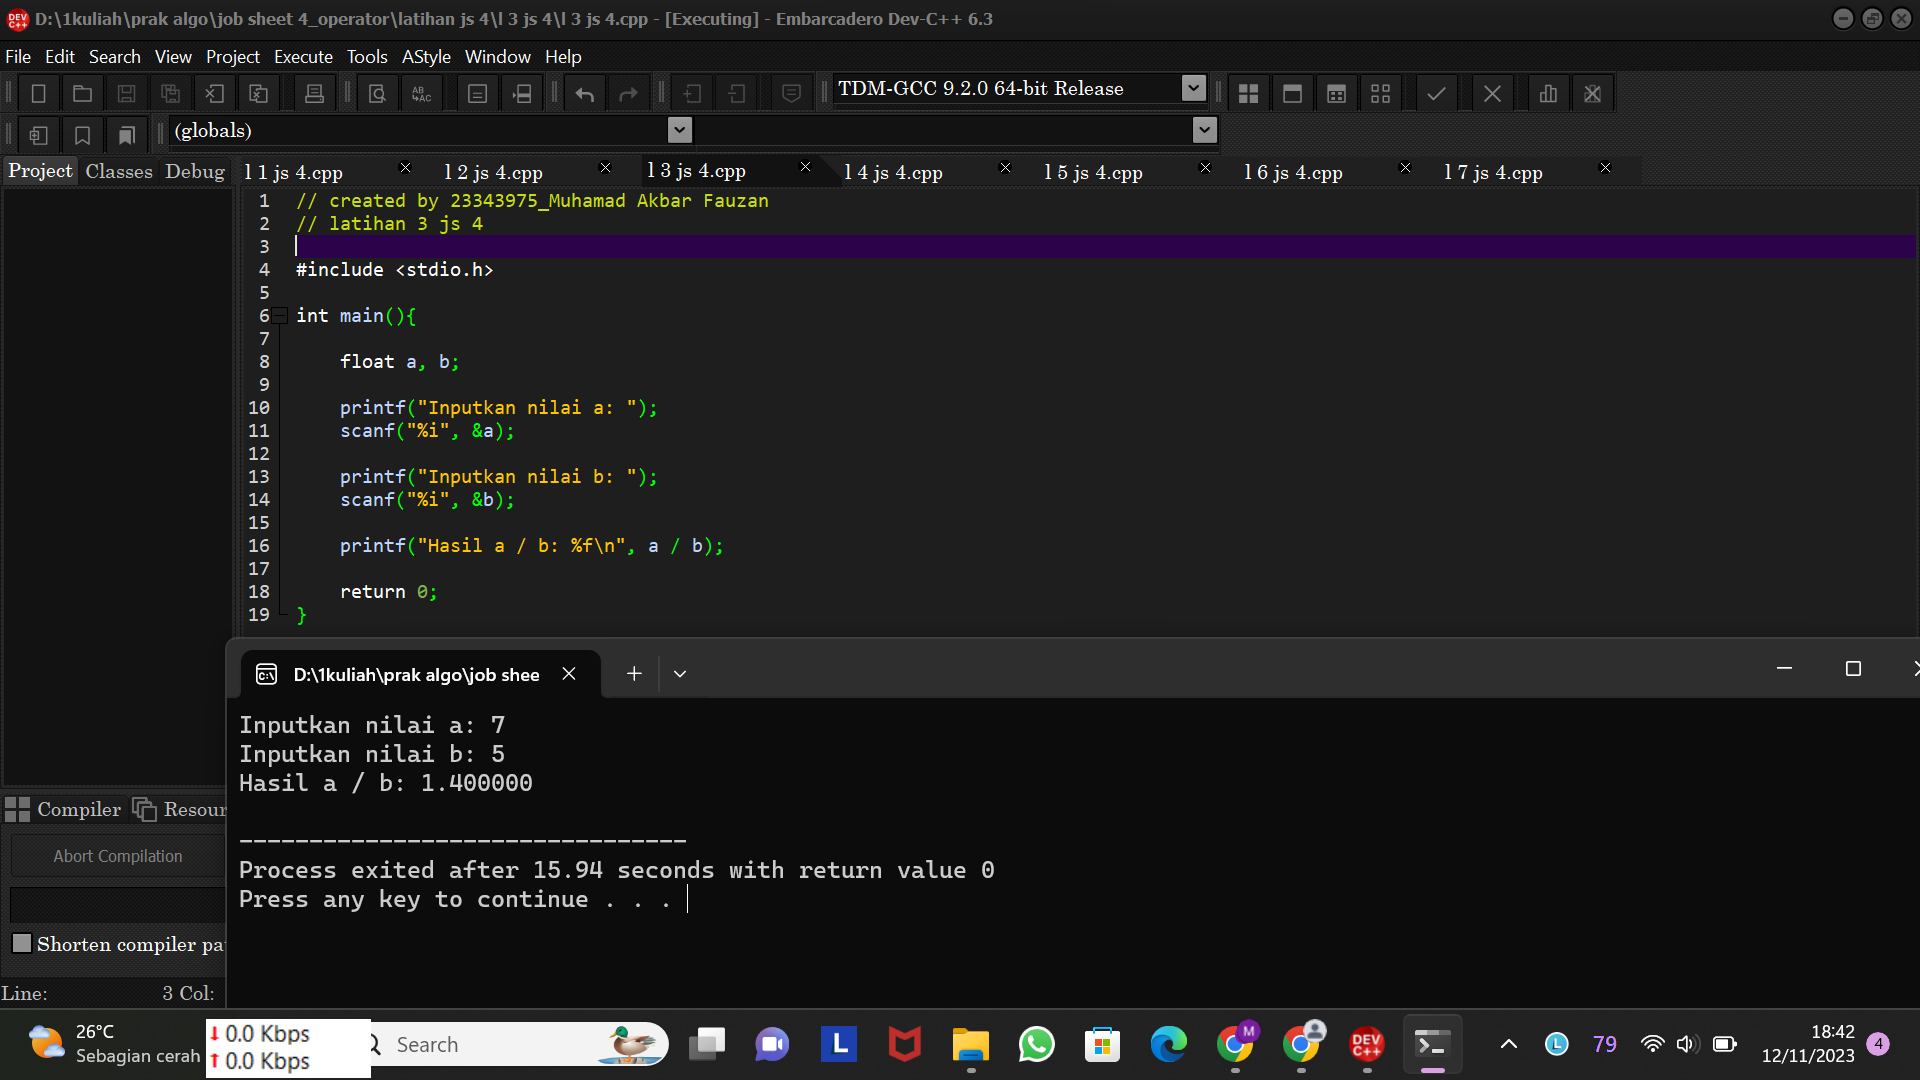 D:\1kuliah\prak algo\job sheet 4_operator\latihan js 4\l 3 js 4\l 3 js 4.cpp - [Executing] - Embarcadero Dev-C++ 6.3
File Edit Search View Project Execute Tools AStyle Window Help
TDM-GCC 9.2.0 64-bit Release
(globals)
Project Classes Debug
l 1 js 4.cpp l 2 js 4.cpp l 3 js 4.cpp l 4 js 4.cpp l 5 js 4.cpp l 6 js 4.cpp l 7 js 4.cpp
1 // created by 23343975_Muhamad Akbar Fauzan
2 // latihan 3 js 4
3
4 #include <stdio.h>
5
6 int main(){
7
8 float a, b;
9
10 printf("Inputkan nilai a: ");
11 scanf("%i", &a);
12
13 printf("Inputkan nilai b: ");
14 scanf("%i", &b);
15
16 printf("Hasil a / b: %f\n", a / b);
17
18 return 0;
19 }
D:\1kuliah\prak algo\job shee
Inputkan nilai a: 7
Inputkan nilai b: 5
Hasil a / b: 1.400000
--------------------------------
Process exited after 15.94 seconds with return value 0
Press any key to continue . . .
Compiler Resour
Abort Compilation
Shorten compiler pa
Line: 3 Col:
26°C
Sebagian cerah
0.0 Kbps
0.0 Kbps
Search
L
M
DEV
C++
L
79
18:42
12/11/2023
4